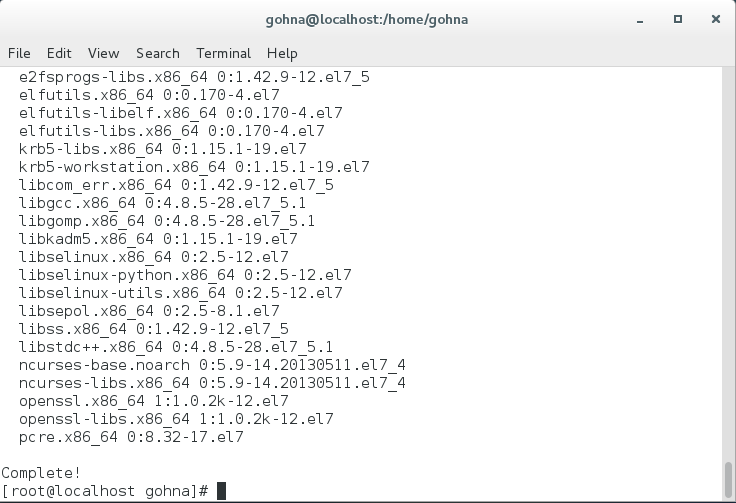 gohna@localhost:/home/gohna
File Edit View Search Terminal Help
e2fsprogs-libs.x86_64 0:1.42.9-12.el7_5
elfutils.x86_64 0:0.170-4.el7
elfutils-libelf.x86_64 0:0.170-4.el7
elfutils-libs.x86_64 0:0.170-4.el7
krb5-libs.x86_64 0:1.15.1-19.el7
krb5-workstation.x86_64 0:1.15.1-19.el7
libcom_err.x86_64 0:1.42.9-12.el7_5
libgcc.x86_64 0:4.8.5-28.el7_5.1
libgomp.x86_64 0:4.8.5-28.el7_5.1
libkadm5.x86_64 0:1.15.1-19.el7
libselinux.x86_64 0:2.5-12.el7
libselinux-python.x86_64 0:2.5-12.el7
libselinux-utils.x86_64 0:2.5-12.el7
libsepol.x86_64 0:2.5-8.1.el7
libss.x86_64 0:1.42.9-12.el7_5
libstdc++.x86_64 0:4.8.5-28.el7_5.1
ncurses-base.noarch 0:5.9-14.20130511.el7_4
ncurses-libs.x86_64 0:5.9-14.20130511.el7_4
openssl.x86_64 1:1.0.2k-12.el7
openssl-libs.x86_64 1:1.0.2k-12.el7
pcre.x86_64 0:8.32-17.el7
Complete!
[root@localhost gohna]#